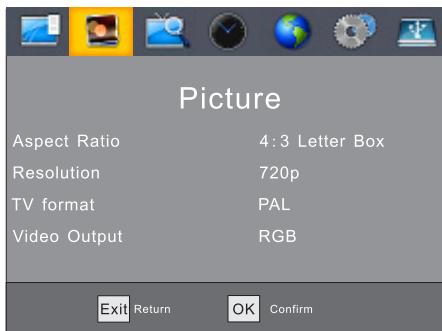 Picture
Aspect Ratio 4:3 Letter Box
Resolution 720p
TV format PAL
Video Output RGB
Exit Return OK Confirm